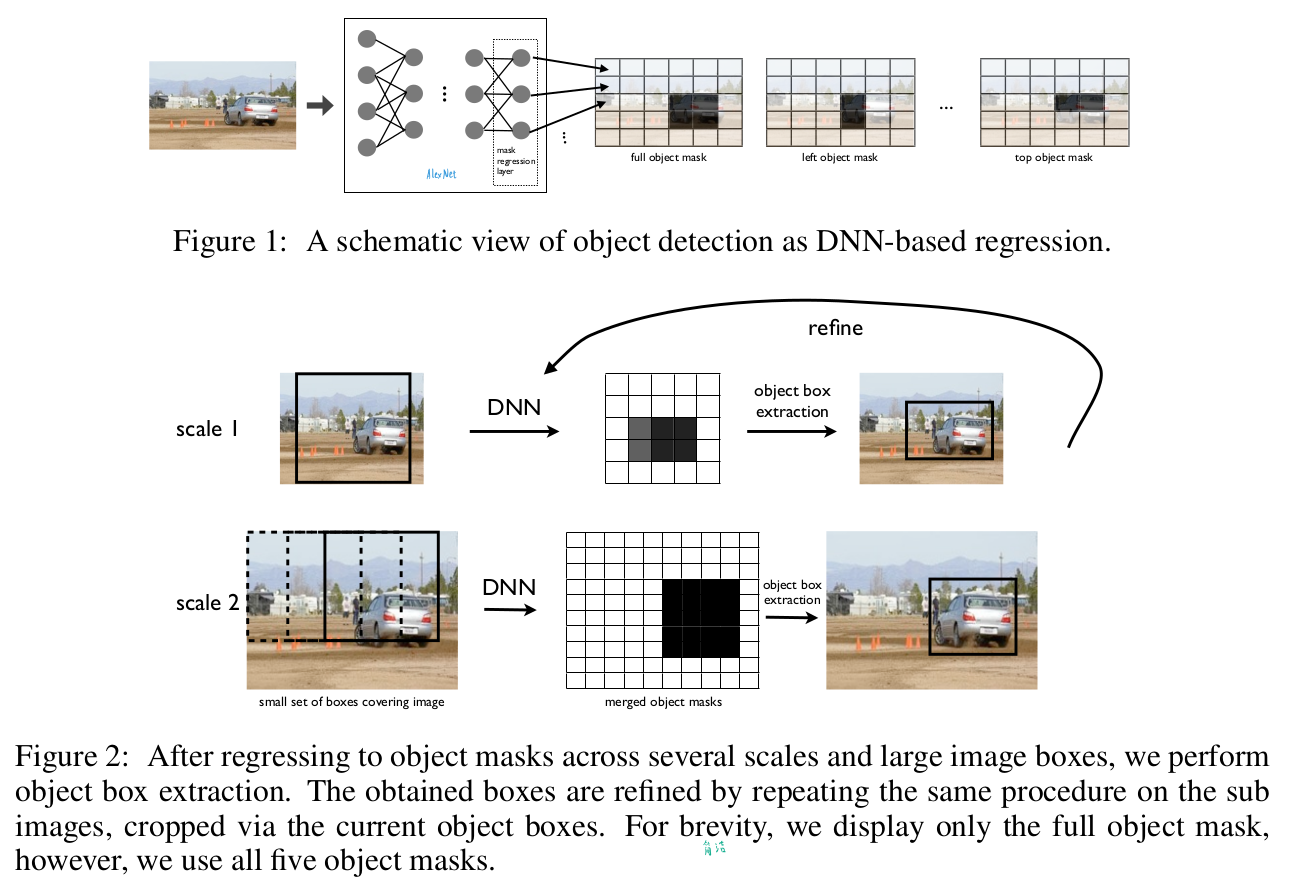 mask
regression
layer
AlexNet
full object mask
left object mask
...
top object mask
Figure 1: A schematic view of object detection as DNN-based regression.
refine
scale 1
DNN
object box
extraction
scale 2
DNN
object box
extraction
small set of boxes covering image
merged object masks
Figure 2: After regressing to object masks across several scales and large image boxes, we perform
object box extraction. The obtained boxes are refined by repeating the same procedure on the sub
images, cropped via the current object boxes. For brevity, we display only the full object mask,
简洁
however, we use all five object masks.